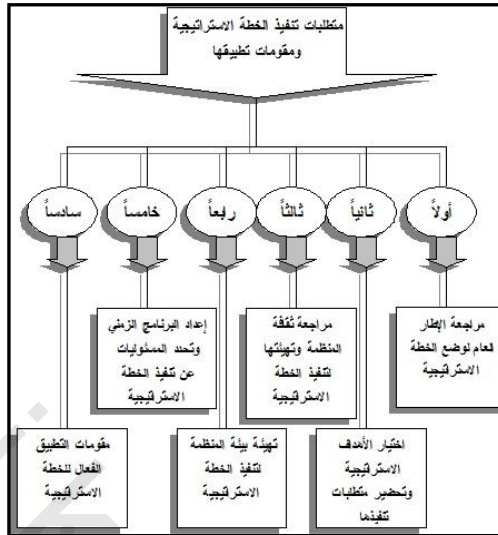 متطلبات تنفيذ الخطة الاستراتيجية
ومقومات تطبيقها
أولاً
ثانياً
ثالثاً
رابعاً
خامساً
سادساً
مراجعة الإطار
العام لوضع الخطة
الاستراتيجية
مراجعة ثقافة
المنظمة وتهيئتها
لتنفيذ الخطة
الاستراتيجية
إعداد البرنامج الزمني
وتحدد المسئوليات
عن تنفيذ الخطة
الاستراتيجية
اختيار الأهدف
الاستراتيجية
وتحضير متطلبات
تنفيذها
تهيئة بيئة المنظمة
لتنفيذ الخطة
الاستراتيجية
مقومات التطبيق
الفعال للخطة
الاستراتيجية